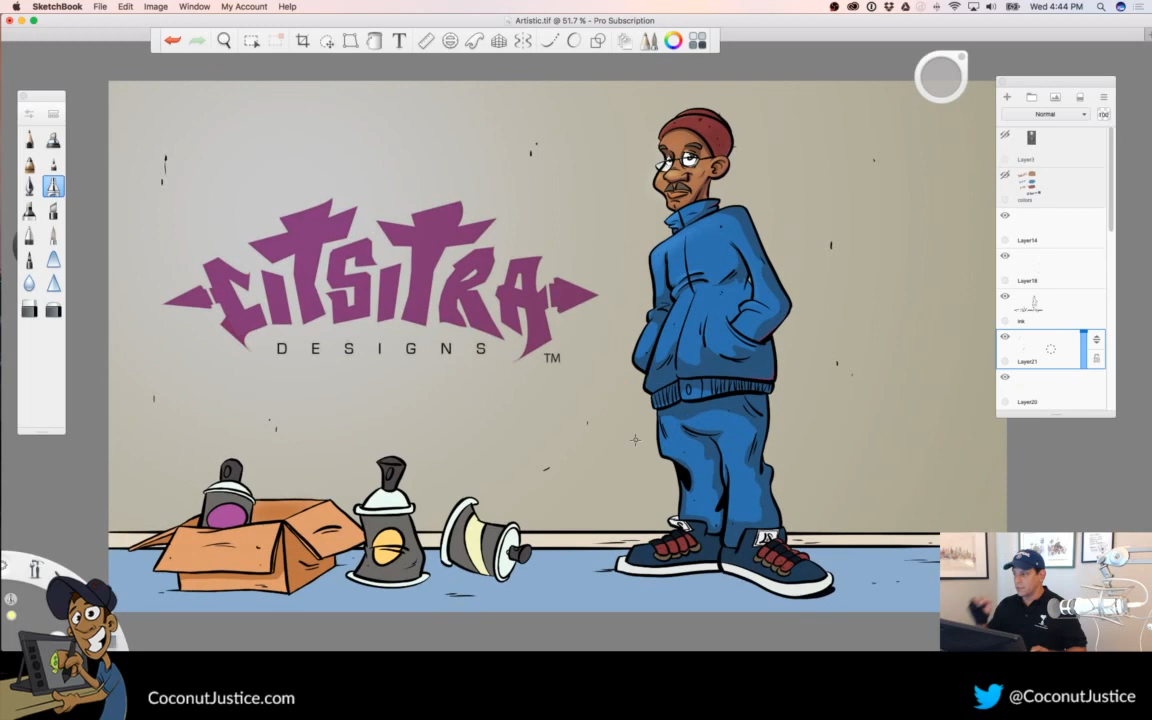 SketchBook File Edit Image Window My Account Help
Wed 4:44 PM
Artistic.tif @ 51.7 % - Pro Subscription
T
Normal
100
colors
Layer14
Layer18
Ink
Layer21
Layer20
CITSITRA
DESIGNS
TM
CoconutJustice.com
@CoconutJustice